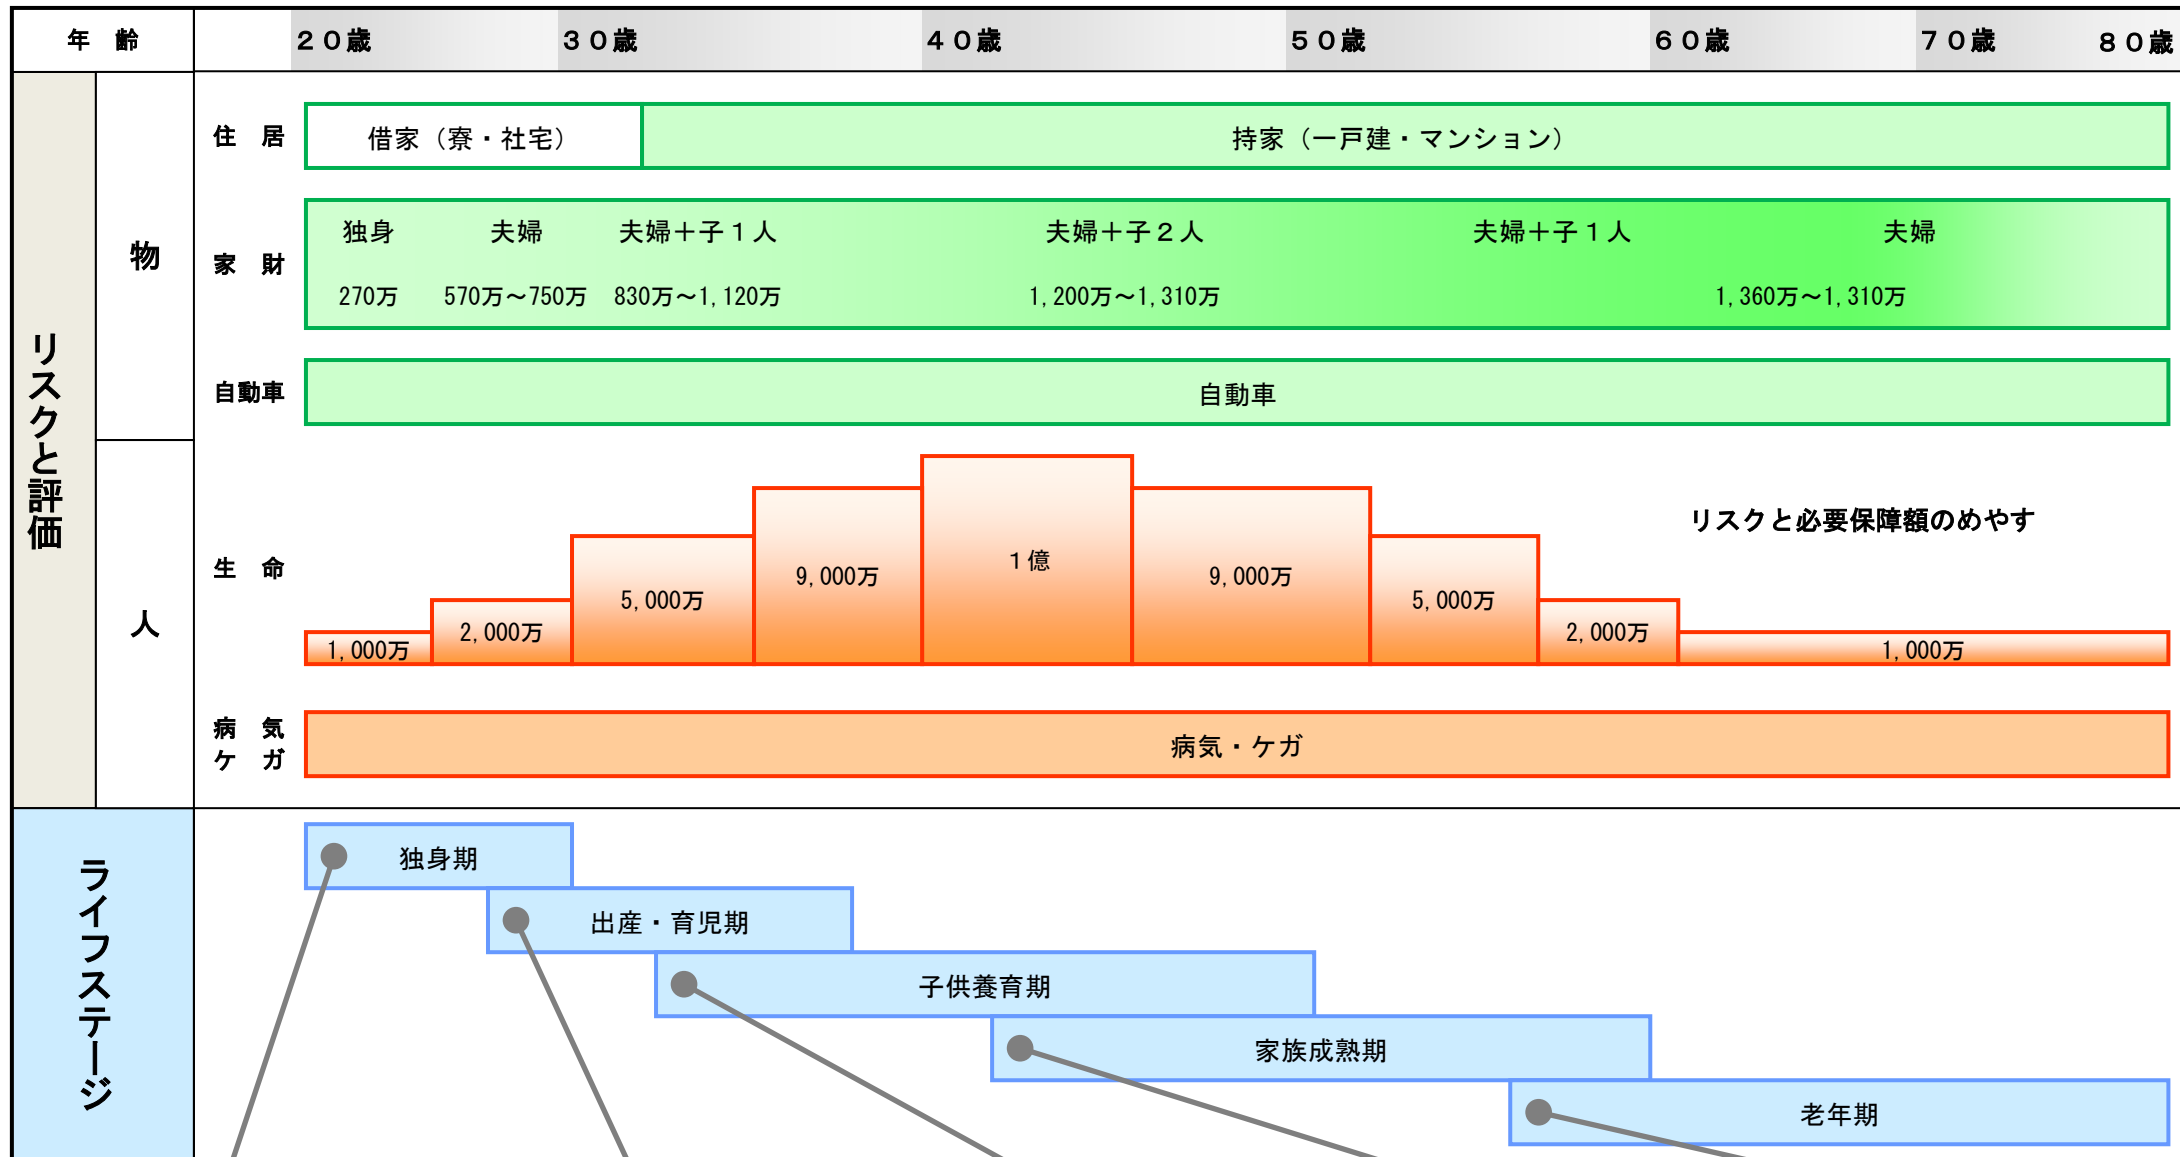 年　齢
２０歳　３０歳　４０歳　５０歳　６０歳　７０歳　８０歳
リスクと評価
物
住　居
借家（寮・社宅）
持家（一戸建・マンション）
家　財
独身　夫婦　夫婦＋子１人　夫婦＋子２人　夫婦＋子１人　夫婦
270万　570万～750万　830万～1,120万　1,200万～1,310万　1,360万～1,310万
自動車
自動車
人
生　命
1,000万
2,000万
5,000万
9,000万
１億
9,000万
5,000万
2,000万
1,000万
リスクと必要保障額のめやす
病　気
ケ　ガ
病気・ケガ
ライフステージ
独身期
出産・育児期
子供養育期
家族成熟期
老年期